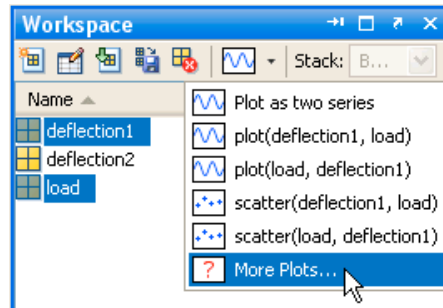 Workspace
Stack: B...
Name
deflection1
deflection2
load
Plot as two series
plot(deflection1, load)
plot(load, deflection1)
scatter(deflection1, load)
scatter(load, deflection1)
? More Plots...